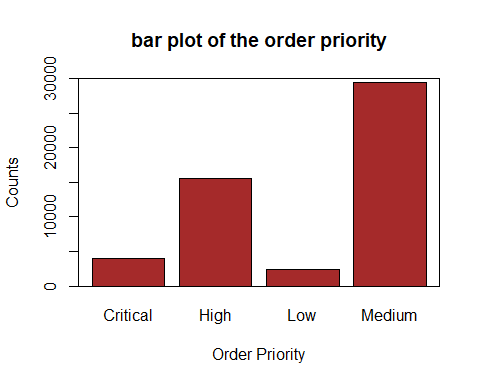 bar plot of the order priority
30000
20000
10000
0
Counts
Critical High Low Medium
Order Priority